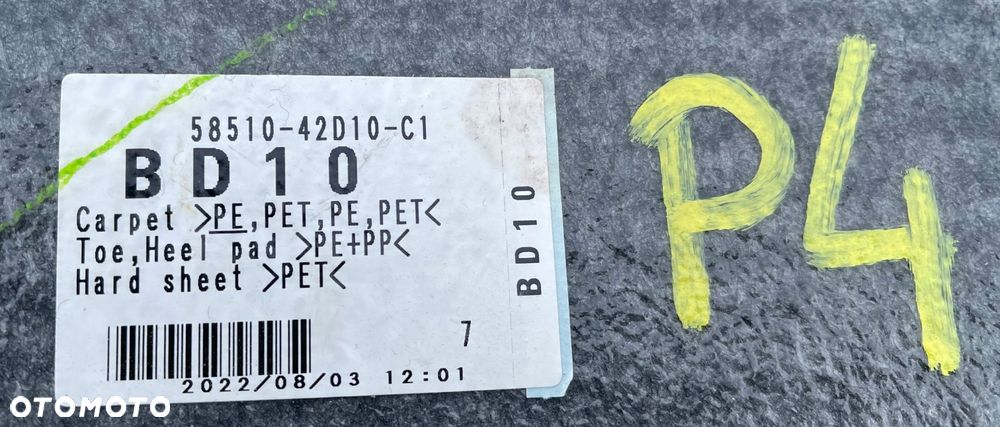 58510-42D10-C1
BD10
Carpet >PE,PET,PE,PET<
Toe,Heel pad >PE+PP<
Hard sheet >PET<
7
2022/08/03 12:01
BD10
P4
OTOMOTO